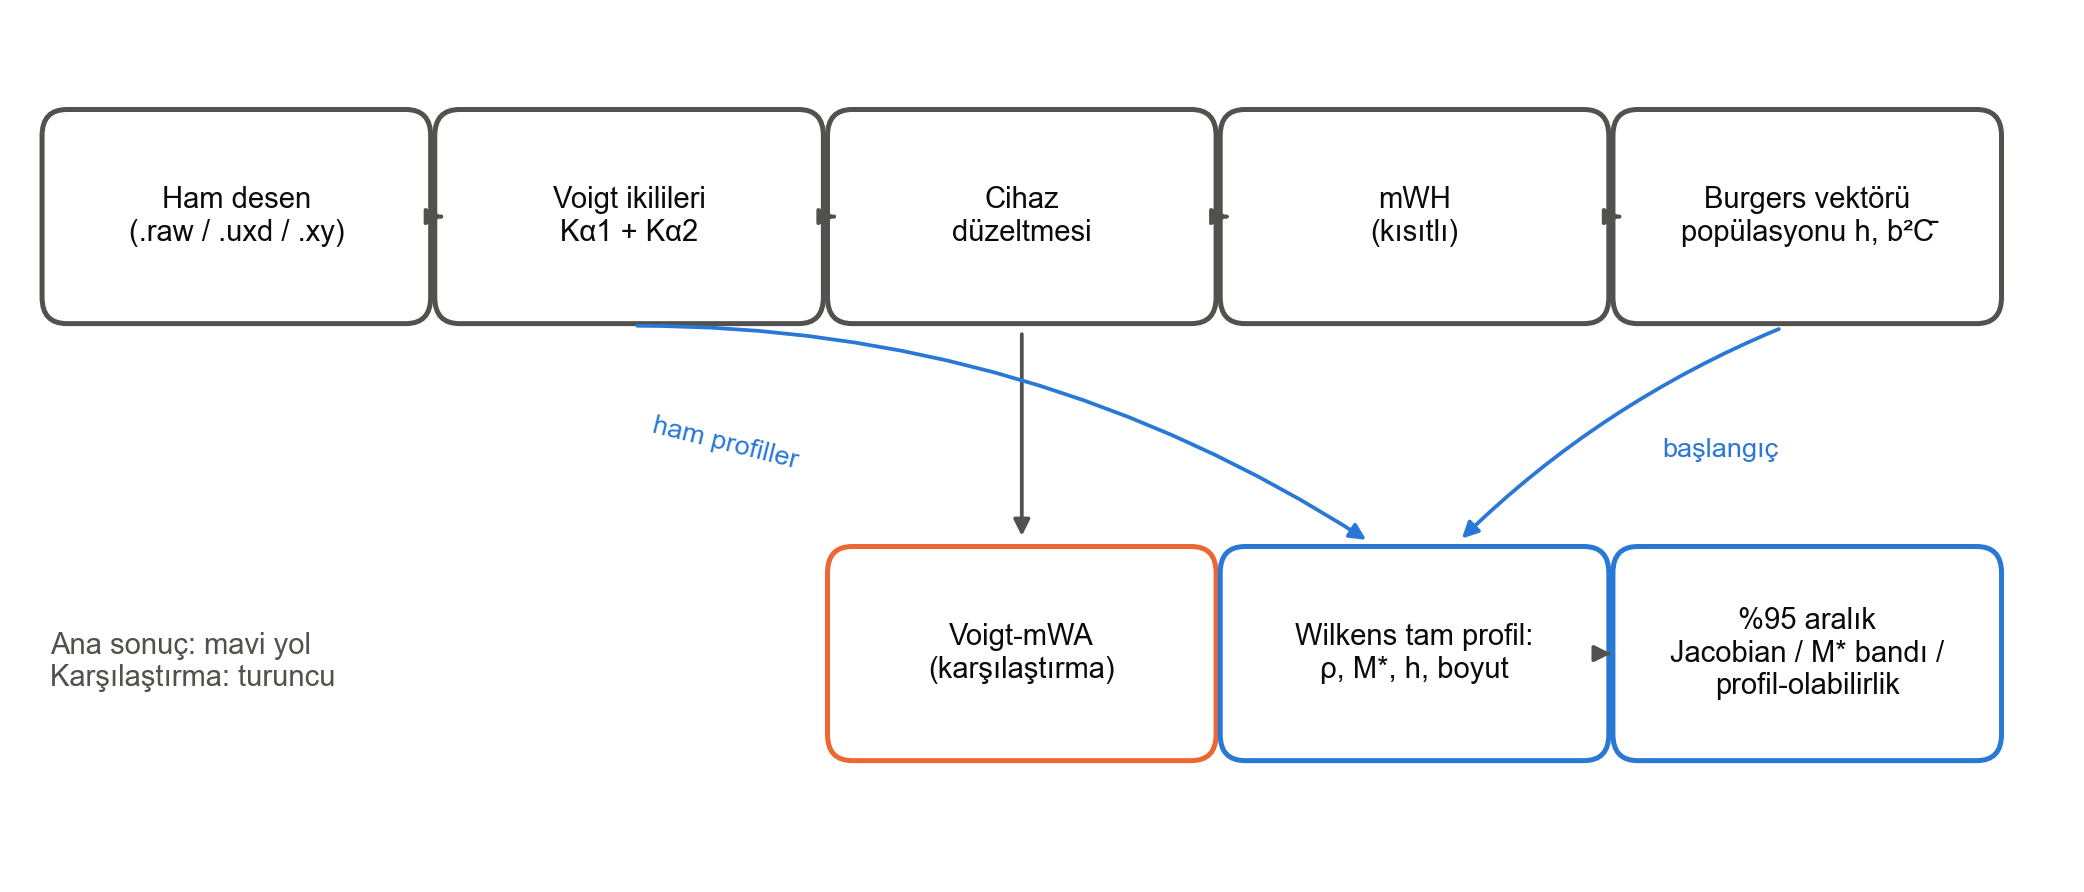 Ham desen
(.raw / .uxd / .xy)
Voigt ikilileri
Kα1 + Kα2
Cihaz
düzeltmesi
mWH
(kısıtlı)
Burgers vektörü
popülasyonu h, b²C̅
ham profiller
başlangıç
Ana sonuç: mavi yol
Karşılaştırma: turuncu
Voigt-mWA
(karşılaştırma)
Wilkens tam profil:
ρ, M*, h, boyut
%95 aralık
Jacobian / M* bandı /
profil-olabilirlik